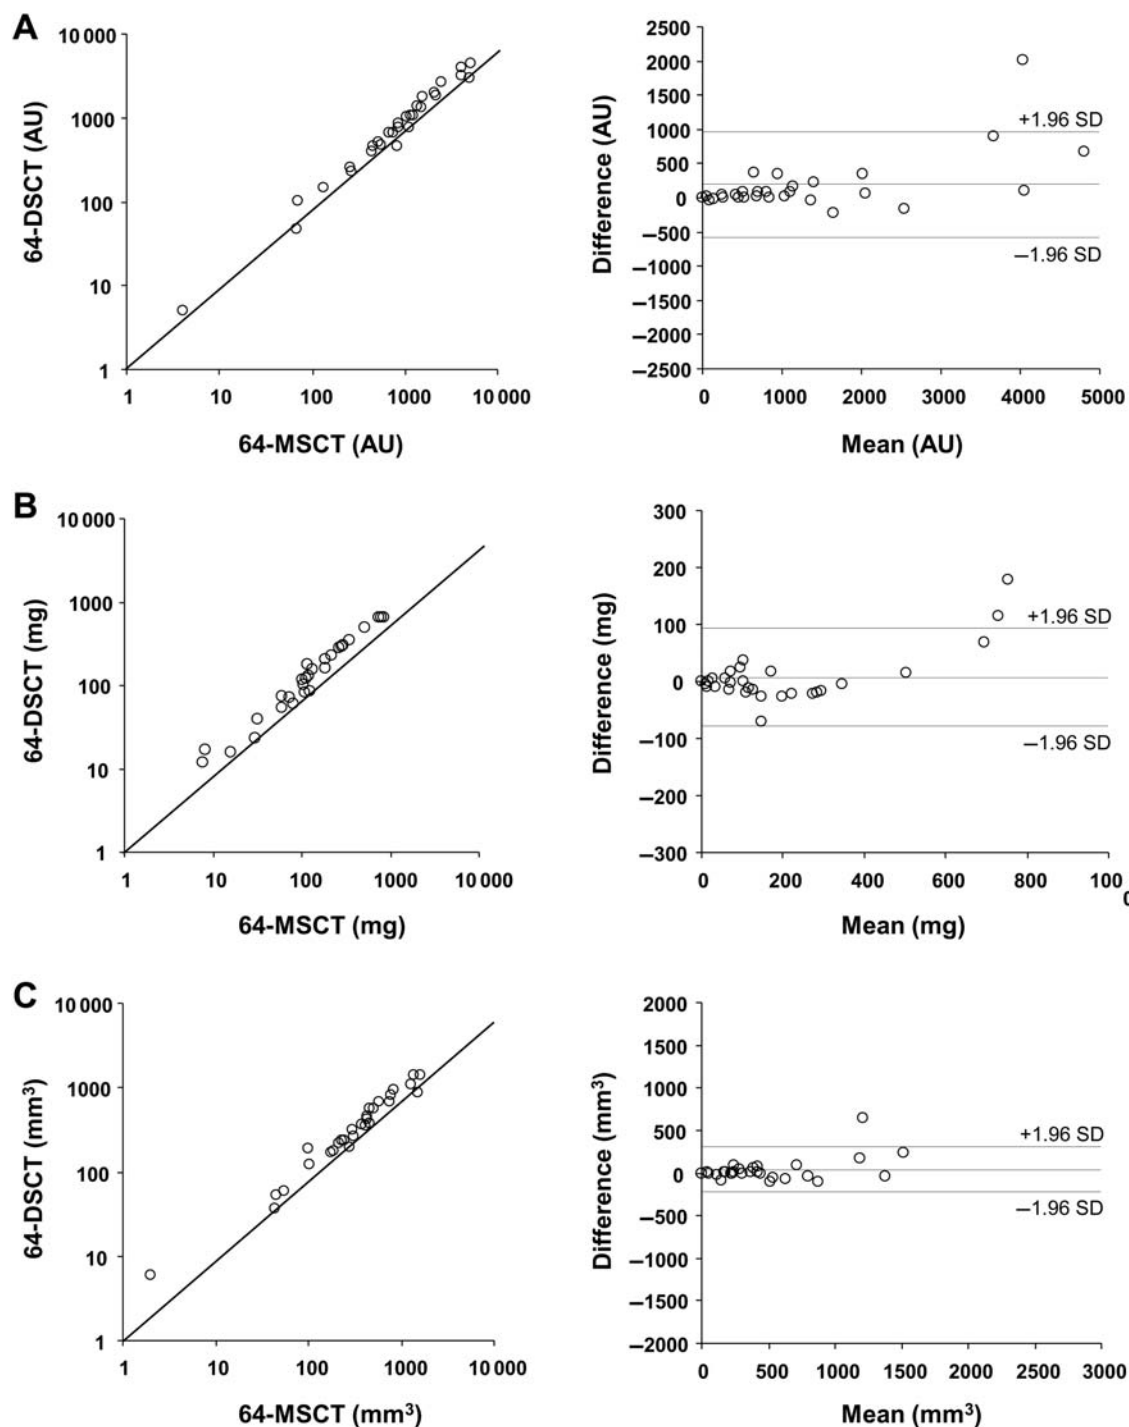 A
10 000
1000
100
10
1
64-DSCT (AU)
1 10 100 1000 10 000
64-MSCT (AU)
2500
2000
1500
1000
500
0
–500
–1000
–1500
–2000
–2500
Difference (AU)
+1.96 SD
–1.96 SD
0 1000 2000 3000 4000 5000
Mean (AU)
B
10 000
1000
100
10
1
64-DSCT (mg)
1 10 100 1000 10 000
64-MSCT (mg)
300
200
100
0
–100
–200
–300
Difference (mg)
+1.96 SD
–1.96 SD
0 200 400 600 800 100
0
Mean (mg)
C
10 000
1000
100
10
1
64-DSCT (mm³)
1 10 100 1000 10 000
64-MSCT (mm³)
2000
1500
1000
500
0
–500
–1000
–1500
–2000
Difference (mm³)
+1.96 SD
–1.96 SD
0 500 1000 1500 2000 2500 3000
Mean (mm³)